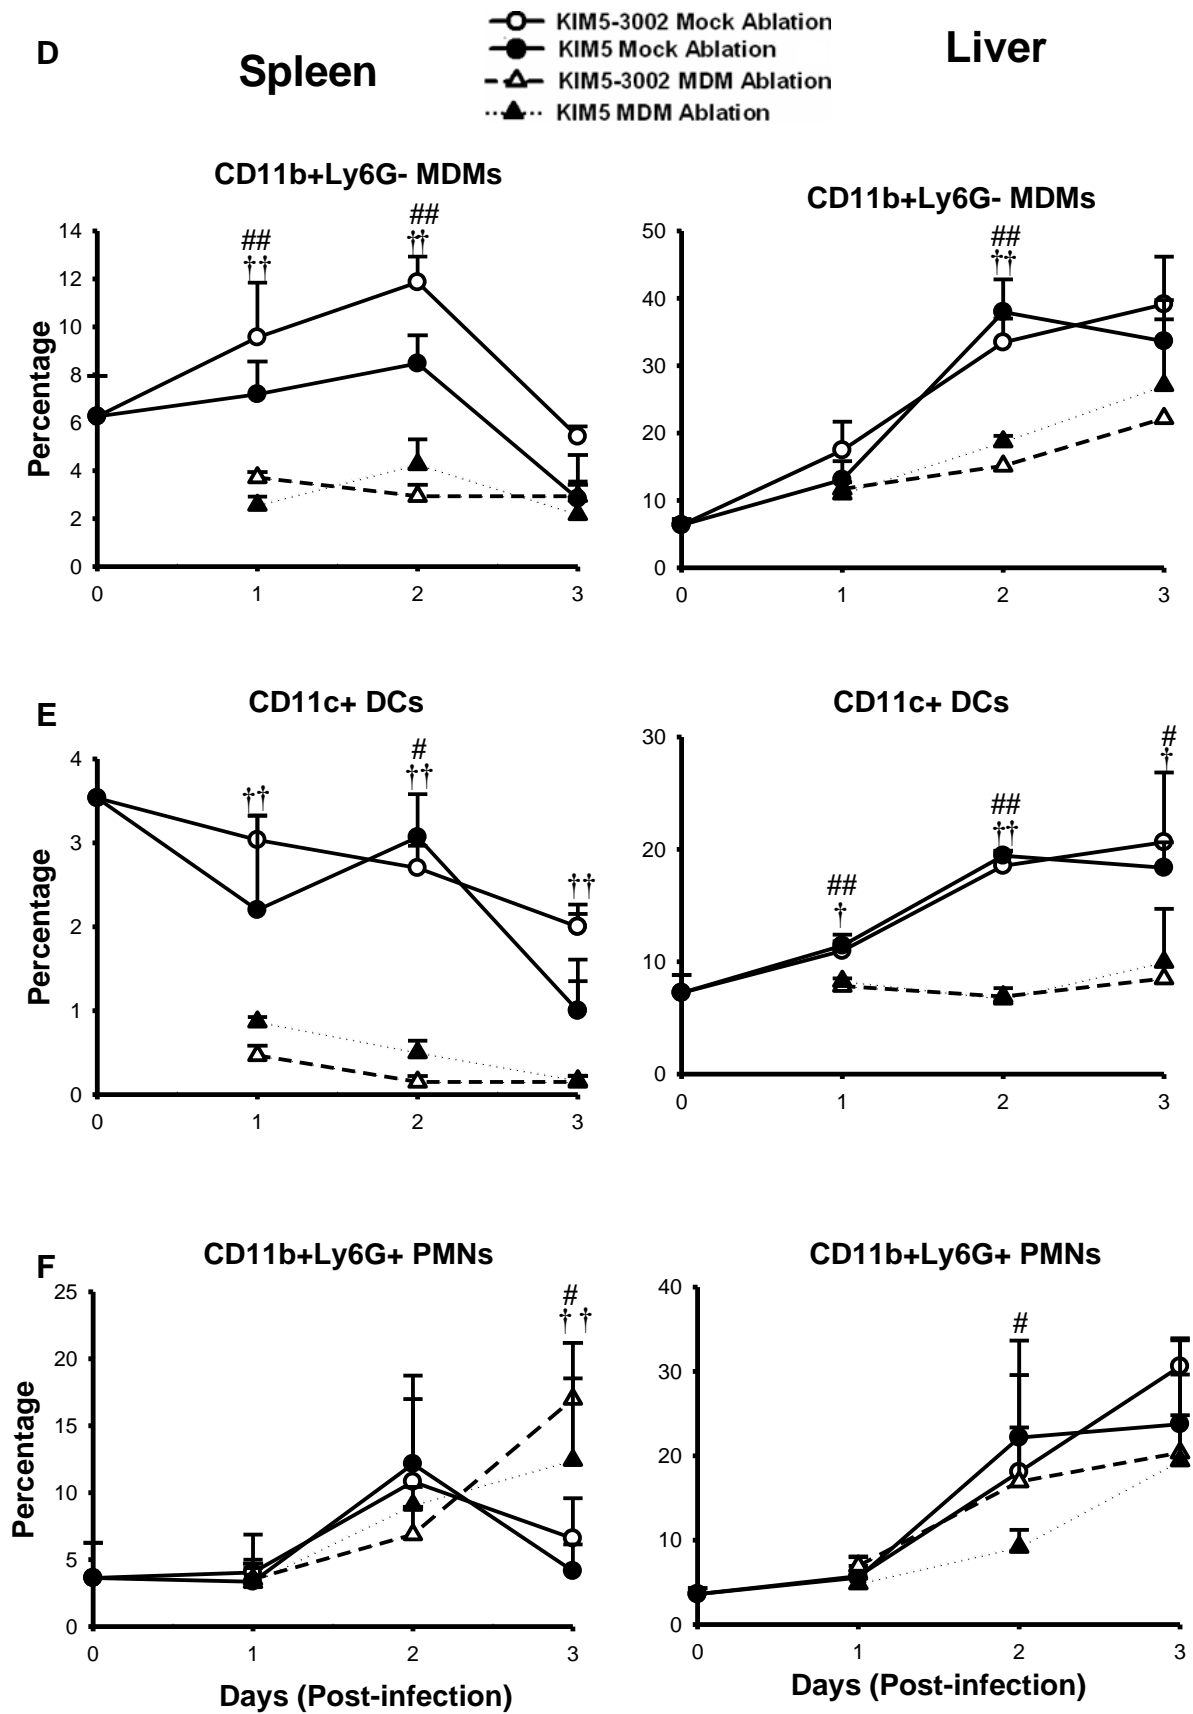 D
Spleen
Liver
KIM5-3002 Mock Ablation
KIM5 Mock Ablation
KIM5-3002 MDM Ablation
KIM5 MDM Ablation
CD11b+Ly6G- MDMs
Percentage
14
12
10
8
6
4
2
0
##
††
##
††
0 1 2 3
CD11b+Ly6G- MDMs
50
40
30
20
10
0
##
††
0 1 2 3
E
CD11c+ DCs
Percentage
4
3
2
1
0
††
#
††
††
0 1 2 3
CD11c+ DCs
30
20
10
0
##
†
##
††
#
†
0 1 2 3
F
CD11b+Ly6G+ PMNs
Percentage
25
20
15
10
5
0
#
† †
0 1 2 3
Days (Post-infection)
CD11b+Ly6G+ PMNs
40
30
20
10
0
#
0 1 2 3
Days (Post-infection)